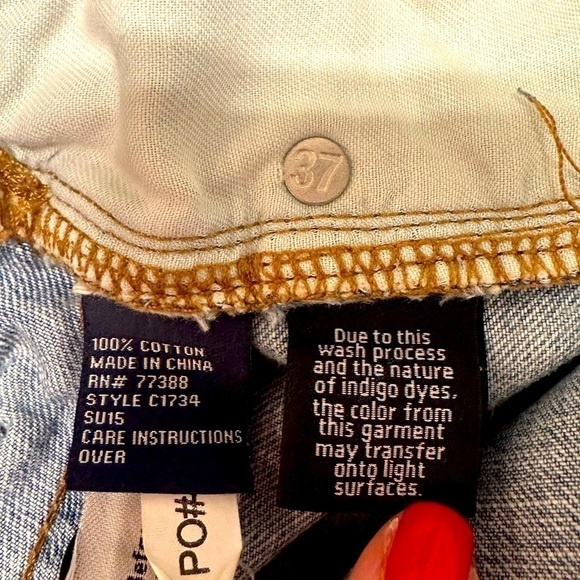 37
100% COTTON
MADE IN CHINA
RN# 77388
STYLE C1734
SU15
CARE INSTRUCTIONS
OVER
Due to this
wash process
and the nature
of indigo dyes,
the color from
this garment
may transfer
onto light
surfaces.
PO#